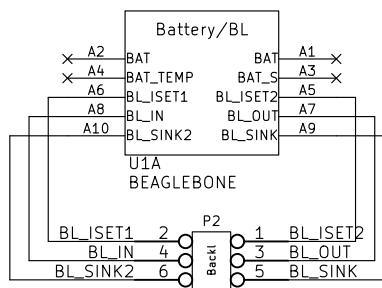 Battery/BL
A2 BAT BAT A1
A4 BAT_TEMP BAT_S A3
A6 BL_ISET1 BL_ISET2 A5
A8 BL_IN BL_OUT A7
A10 BL_SINK2 BL_SINK A9
U1A
BEAGLEBONE
P2
BL_ISET1 2 1 BL_ISET2
BL_IN 4 3 BL_OUT
BL_SINK2 6 5 BL_SINK
Backl